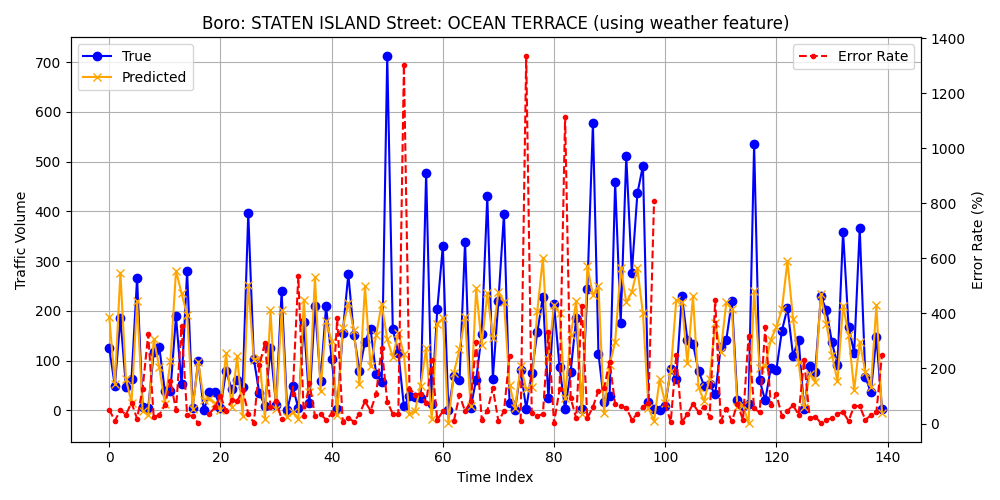 Boro: STATEN ISLAND Street: OCEAN TERRACE (using weather feature)
True
Predicted
Error Rate
Traffic Volume
700
600
500
400
300
200
100
0
1400
1200
1000
800
600
400
200
0
Error Rate (%)
0 20 40 60 80 100 120 140
Time Index